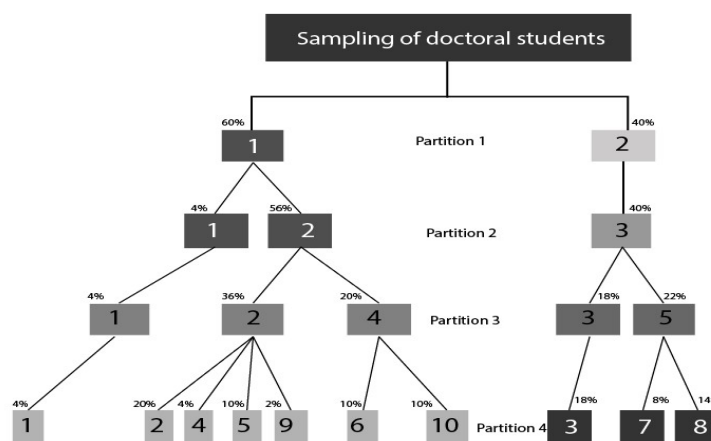 Sampling of doctoral students
60% 40%
1 Partition 1 2
4% 56% 40%
1 2 Partition 2 3
4% 36% 20% 18% 22%
1 2 4 Partition 3 3 5
4% 20% 4% 10% 2% 10% 10% 18% 8% 14
1 2 4 5 9 6 10 Partition 4 3 7 8